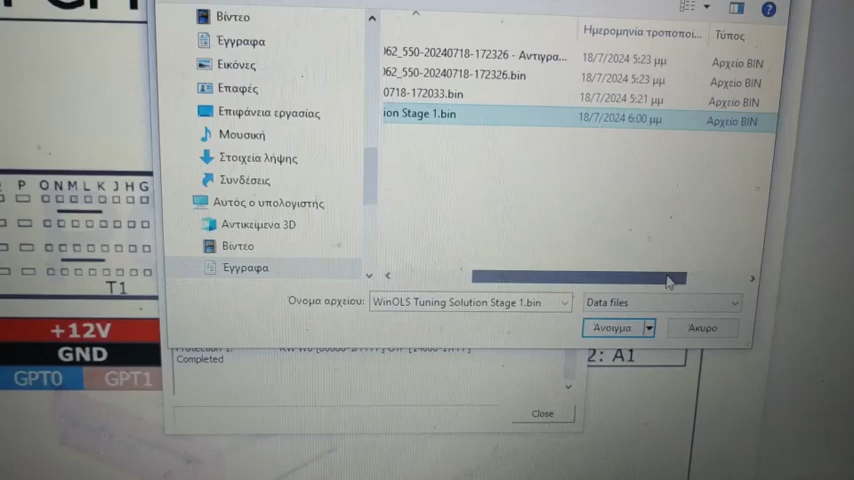 Βίντεο
Έγγραφα
Εικόνες
Επαφές
Επιφάνεια εργασίας
Μουσική
Στοιχεία λήψης
Συνδέσεις
Αυτός ο υπολογιστής
Αντικείμενα 3D
Βίντεο
Έγγραφα
Ημερομηνία τροποποί... Τύπος
062_550-20240718-172326 - Αντιγρα... 18/7/2024 5:23 μμ Αρχείο BIN
062_550-20240718-172326.bin 18/7/2024 5:23 μμ Αρχείο BIN
0718-172033.bin 18/7/2024 5:21 μμ Αρχείο BIN
ion Stage 1.bin 18/7/2024 6:00 μμ Αρχείο BIN
Όνομα αρχείου: WinOLS Tuning Solution Stage 1.bin Data files
Άνοιγμα Άκυρο
P O N M L K J H G
T1
+12V
GND
GPT0 GPT1
Completed
2: A1
Close